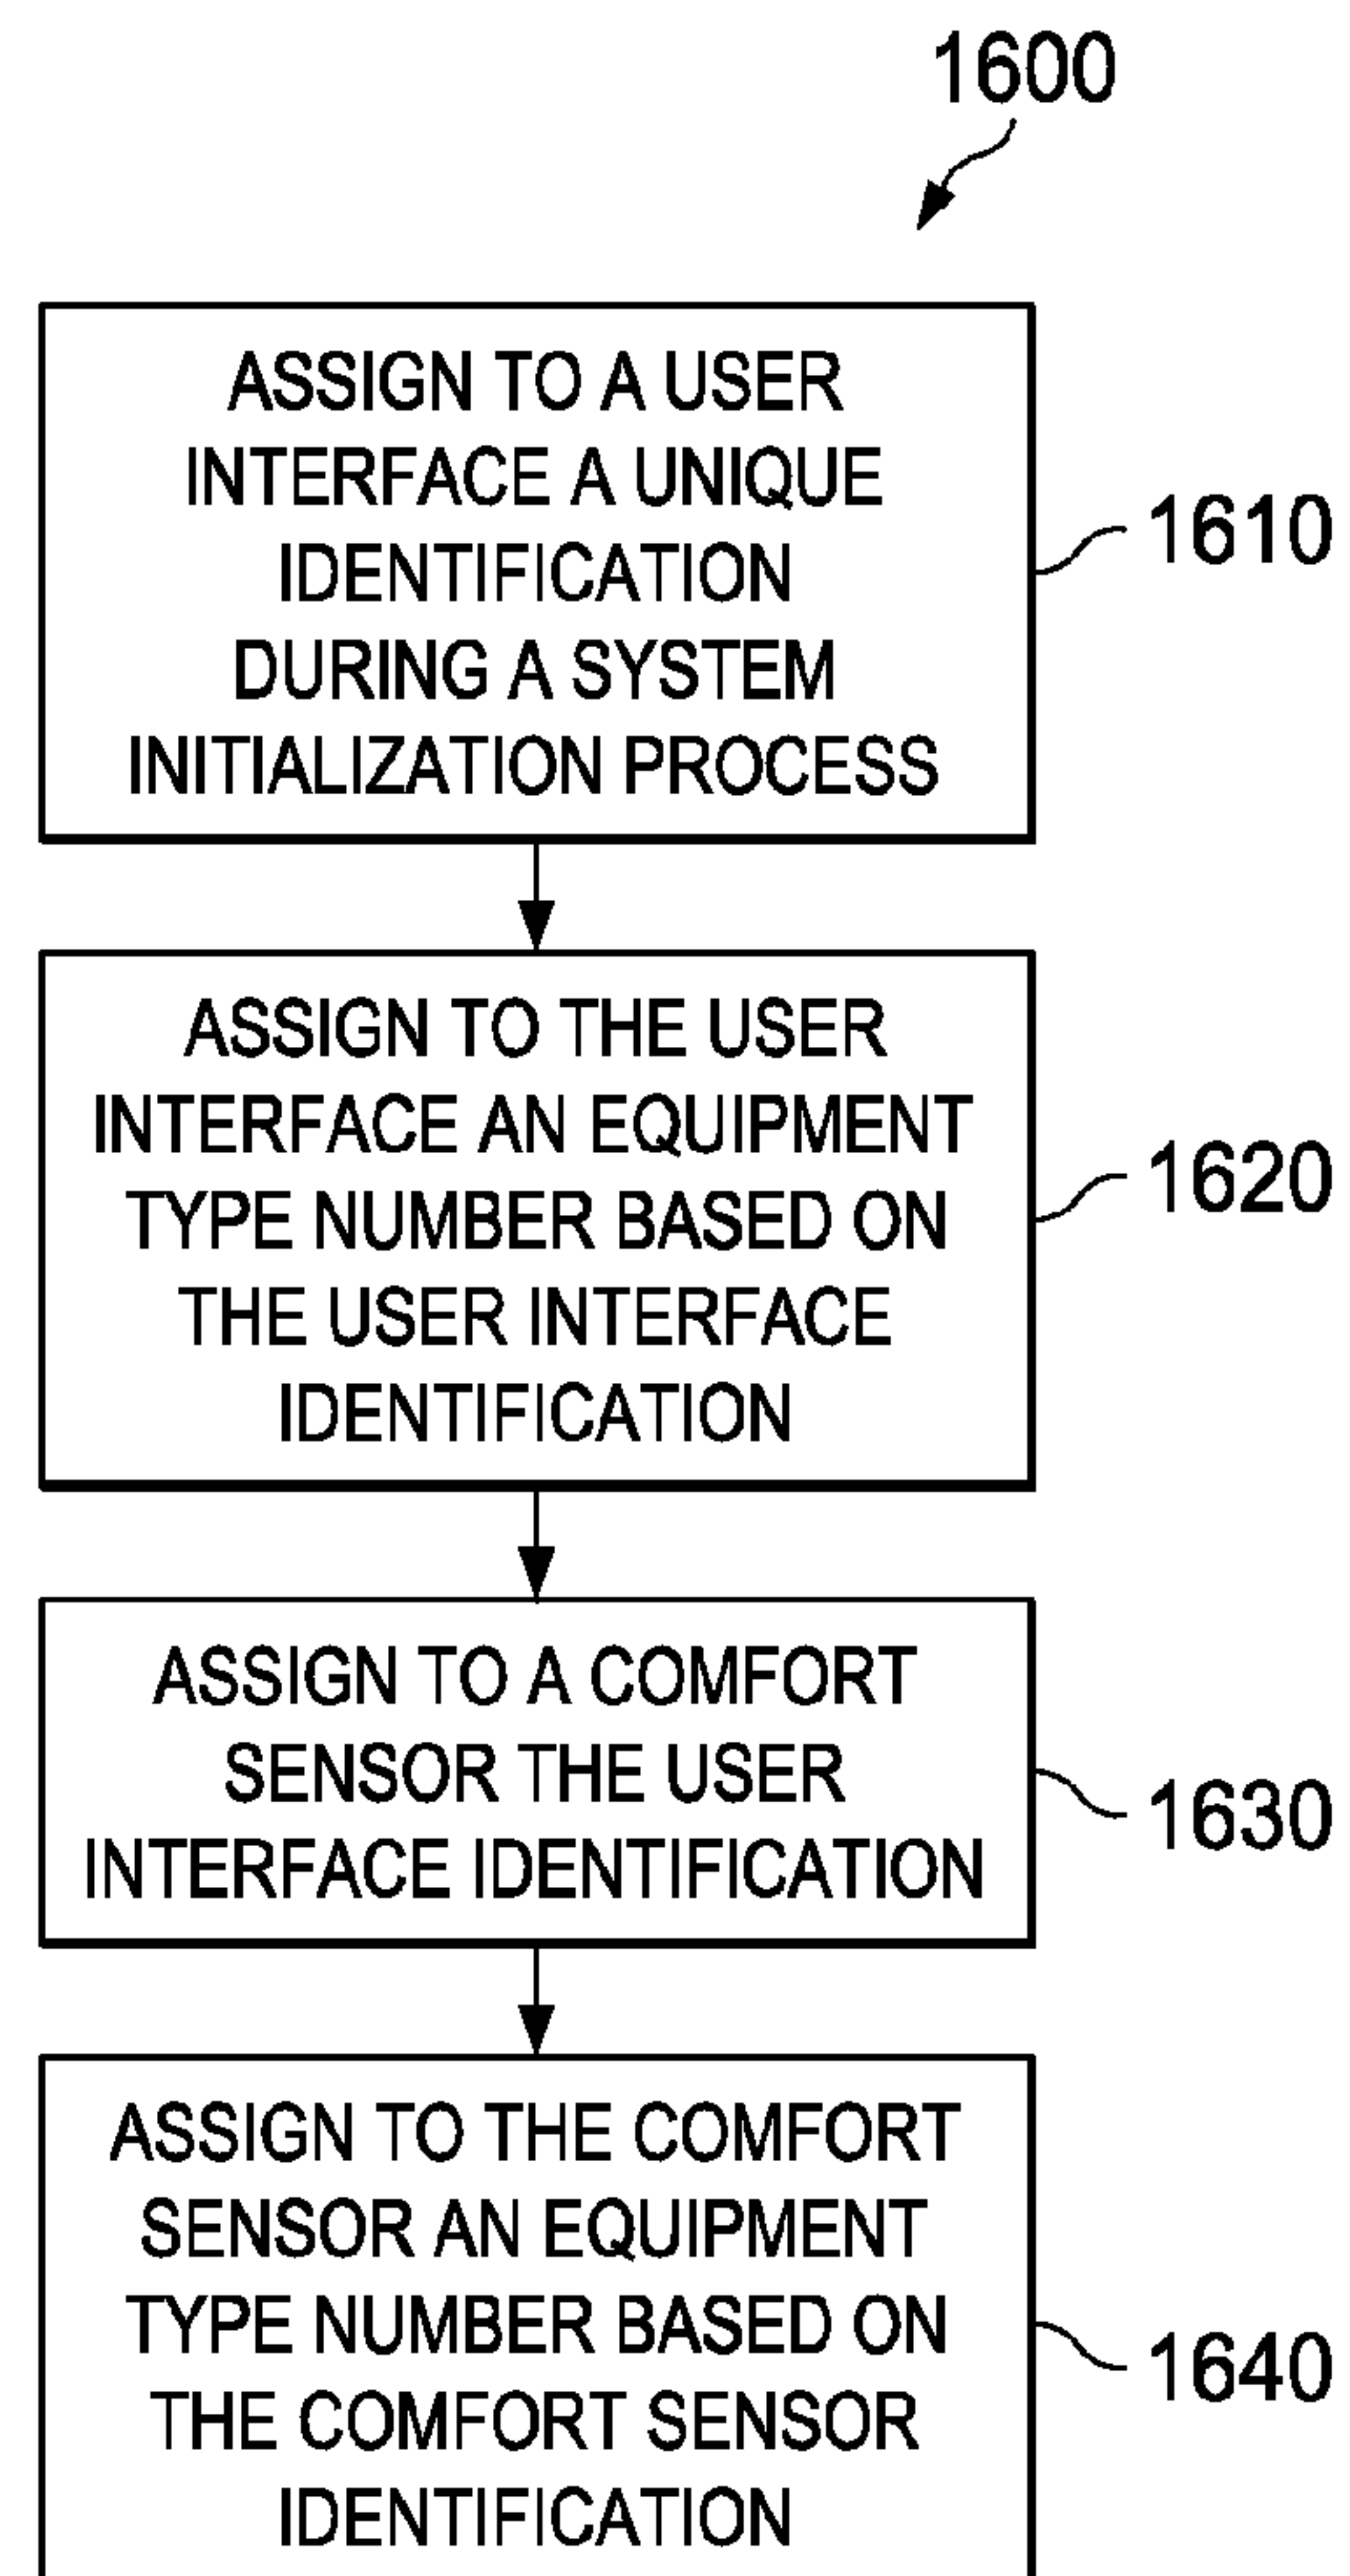 1600
ASSIGN TO A USER
INTERFACE A UNIQUE
IDENTIFICATION
DURING A SYSTEM
INITIALIZATION PROCESS
1610
ASSIGN TO THE USER
INTERFACE AN EQUIPMENT
TYPE NUMBER BASED ON
THE USER INTERFACE
IDENTIFICATION
1620
ASSIGN TO A COMFORT
SENSOR THE USER
INTERFACE IDENTIFICATION
1630
ASSIGN TO THE COMFORT
SENSOR AN EQUIPMENT
TYPE NUMBER BASED ON
THE COMFORT SENSOR
IDENTIFICATION
1640